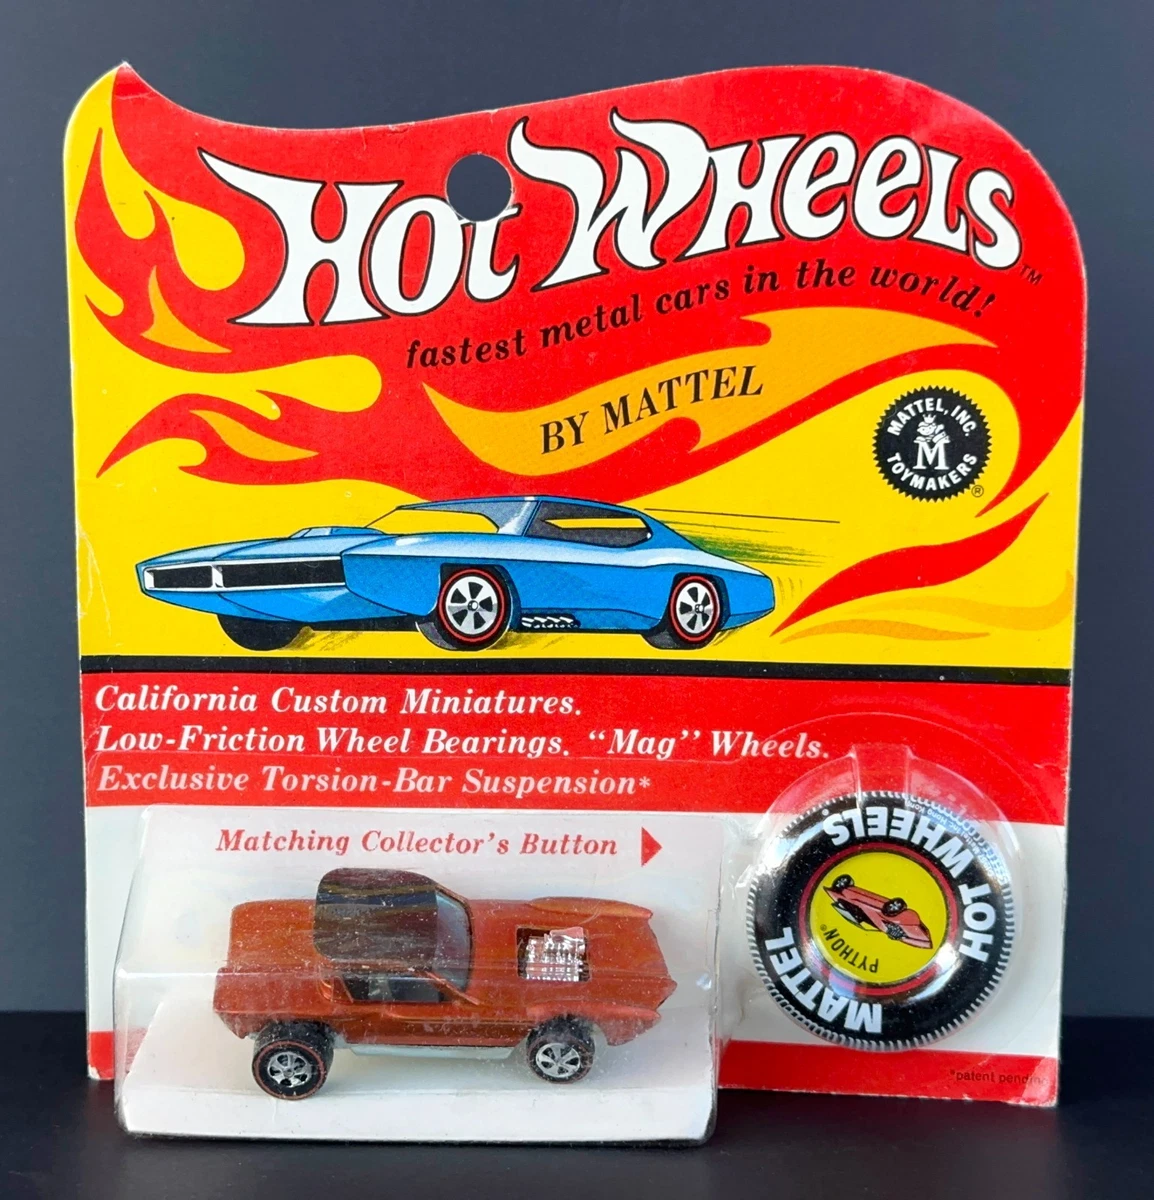 HOT WHEELS™
fastest metal cars in the world!
BY MATTEL
MATTEL, INC.
M
TOYMAKERS
®
California Custom Miniatures.
Low-Friction Wheel Bearings. “Mag” Wheels.
Exclusive Torsion-Bar Suspension*
Matching Collector's Button
MATTEL
HOT WHEELS
PYTHON®
*patent pending